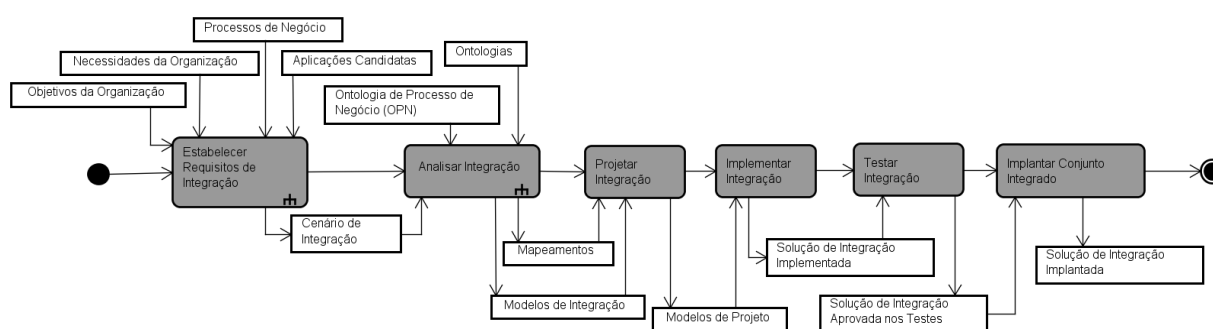 Processos de Negócio
Necessidades da Organização
Aplicações Candidatas
Ontologias
Objetivos da Organização
Ontologia de Processo de
Negócio (OPN)
Estabelecer
Requisitos de
Integração
Analisar Integração
Projetar
Integração
Implementar
Integração
Testar
Integração
Implantar Conjunto
Integrado
Cenário de
Integração
Mapeamentos
Solução de Integração
Implementada
Solução de Integração
Implantada
Modelos de Integração
Modelos de Projeto
Solução de Integração
Aprovada nos Testes